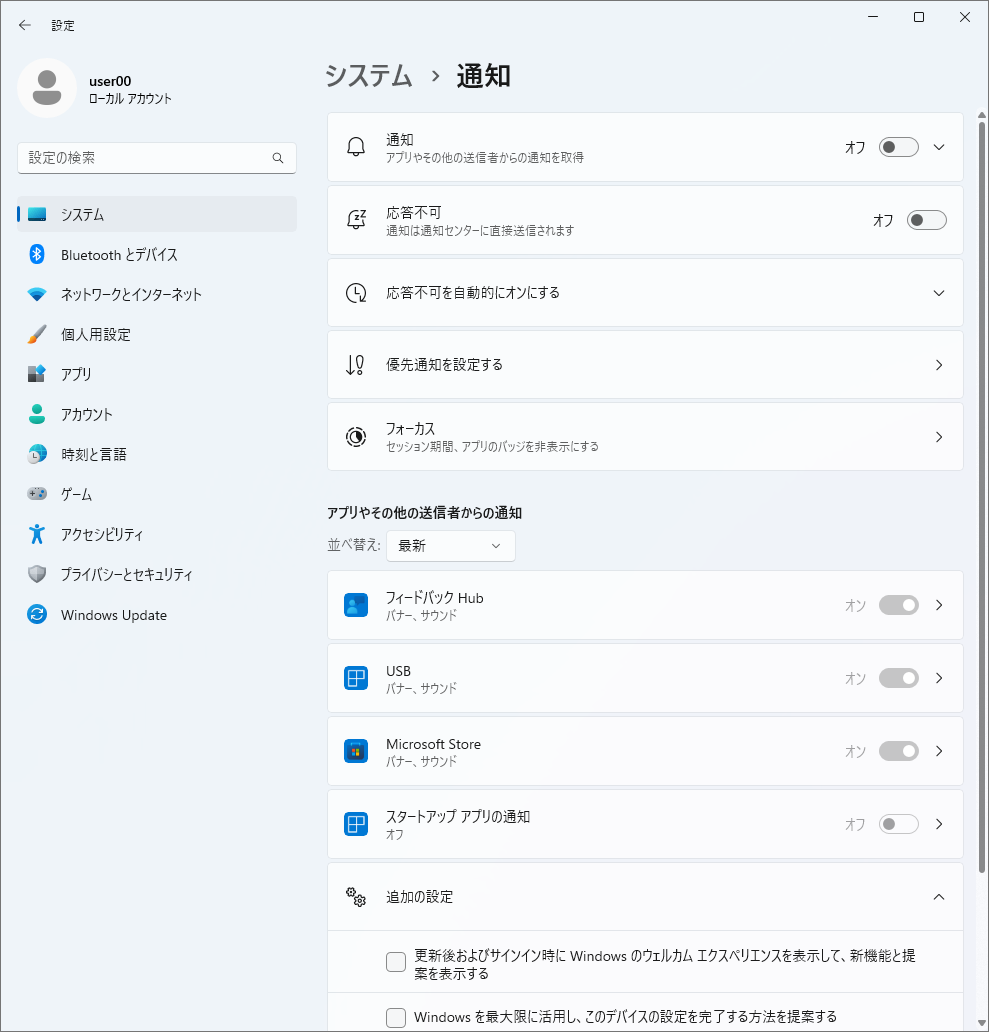 設定
user00
ローカル アカウント
設定の検索
システム
Bluetooth とデバイス
ネットワークとインターネット
個人用設定
アプリ
アカウント
時刻と言語
ゲーム
アクセシビリティ
プライバシーとセキュリティ
Windows Update
システム › 通知
通知
アプリやその他の送信者からの通知を取得
オフ
応答不可
通知は通知センターに直接送信されます
オフ
応答不可を自動的にオンにする
優先通知を設定する
フォーカス
セッション期間、アプリのバッジを非表示にする
アプリやその他の送信者からの通知
並べ替え: 最新
フィードバック Hub
バナー、サウンド
オン
USB
バナー、サウンド
オン
Microsoft Store
バナー、サウンド
オン
スタートアップ アプリの通知
オフ
オフ
追加の設定
更新後およびサインイン時に Windows のウェルカム エクスペリエンスを表示して、新機能と提
案を表示する
Windows を最大限に活用し、このデバイスの設定を完了する方法を提案する